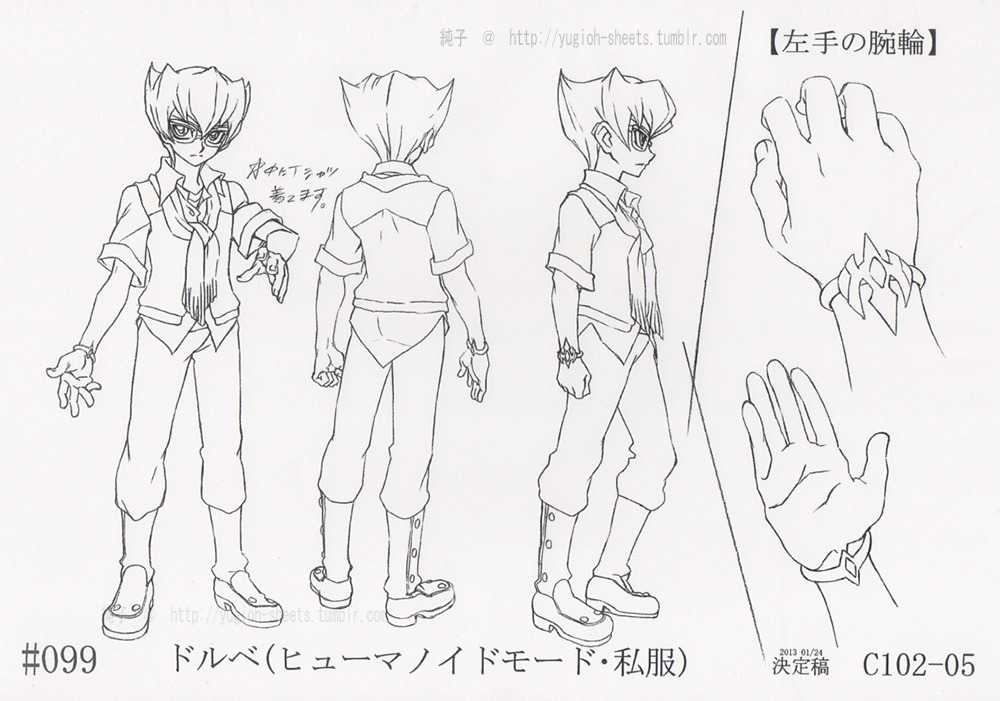 純子 @ http://yugioh-sheets.tumblr.com
【左手の腕輪】
中にTシャツ
着てます。
純子 @ http://yugioh-sheets.tumblr.com
#099
ドルベ(ヒューマノイドモード・私服)
2013 01/24
決定稿
C102-05